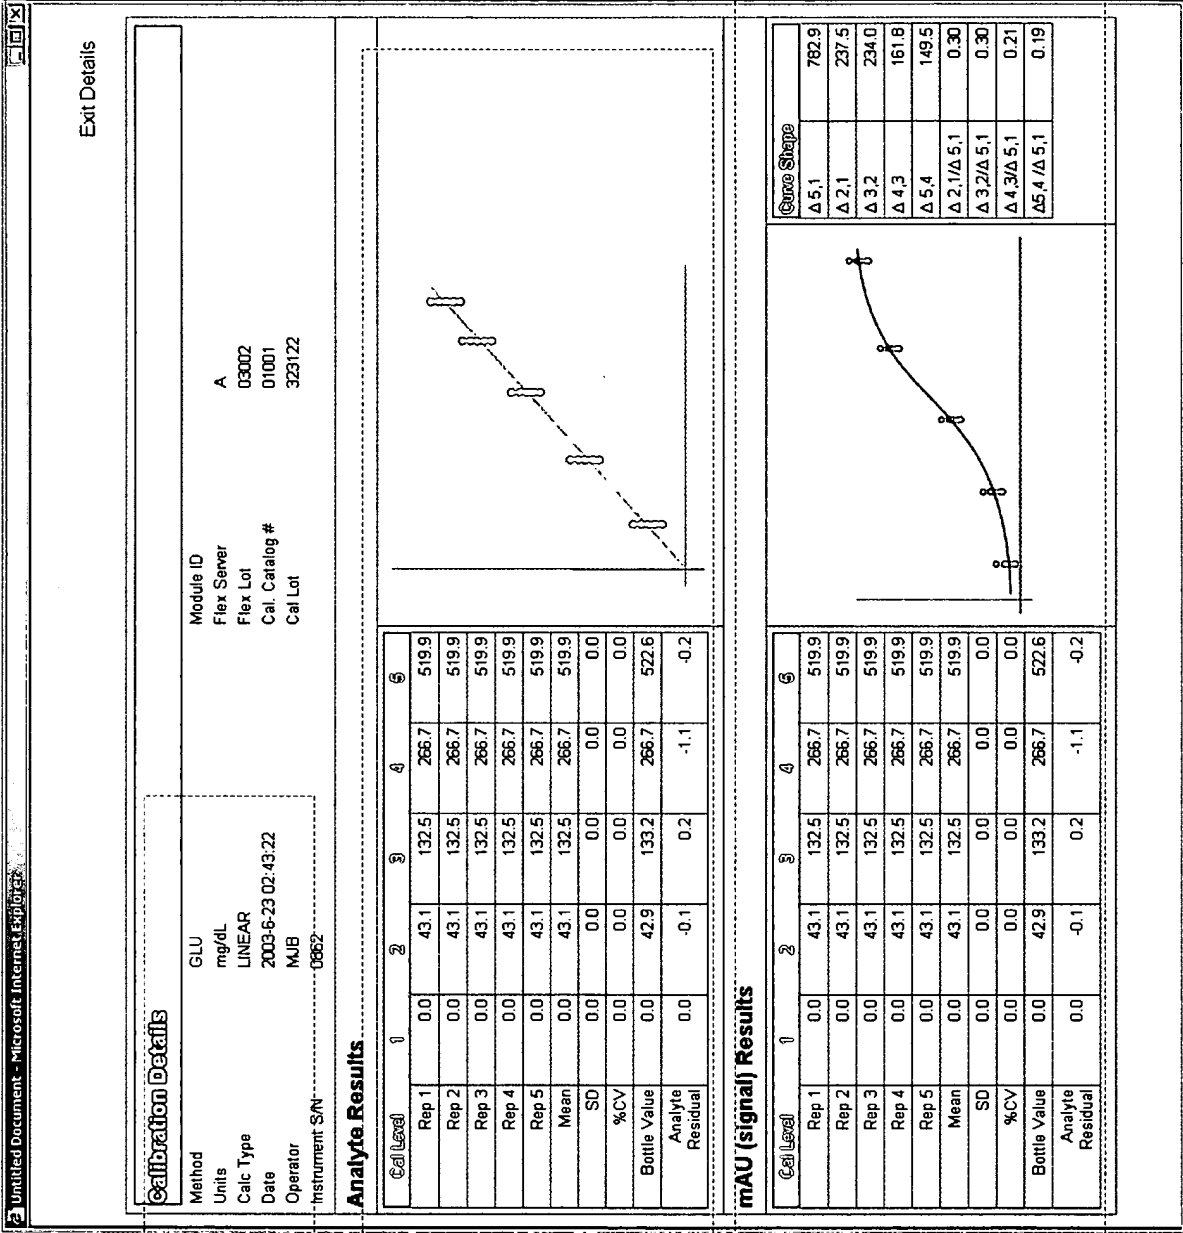 Untitled Document - Microsoft Internet Explorer
Exit Details
Calibration Details
Method GLU Module ID
Units mg/dL Flex Server A
Calc Type LINEAR Flex Lot 03002
Date 2003-6-23 02:43:22 Cal. Catalog # 01001
Operator MJB Cal Lot 323122
Instrument S/N 0862
Analyte Results
Cal Level 1 2 3 4 5
Rep 1 0.0 43.1 132.5 266.7 519.9
Rep 2 0.0 43.1 132.5 266.7 519.9
Rep 3 0.0 43.1 132.5 266.7 519.9
Rep 4 0.0 43.1 132.5 266.7 519.9
Rep 5 0.0 43.1 132.5 266.7 519.9
Mean 0.0 43.1 132.5 266.7 519.9
SD 0.0 0.0 0.0 0.0 0.0
%CV 0.0 0.0 0.0 0.0 0.0
Bottle Value 0.0 42.9 133.2 266.7 522.6
Analyte Residual 0.0 -0.1 0.2 -1.1 -0.2
mAU (signal) Results
Cal Level 1 2 3 4 5
Rep 1 0.0 43.1 132.5 266.7 519.9
Rep 2 0.0 43.1 132.5 266.7 519.9
Rep 3 0.0 43.1 132.5 266.7 519.9
Rep 4 0.0 43.1 132.5 266.7 519.9
Rep 5 0.0 43.1 132.5 266.7 519.9
Mean 0.0 43.1 132.5 266.7 519.9
SD 0.0 0.0 0.0 0.0 0.0
%CV 0.0 0.0 0.0 0.0 0.0
Bottle Value 0.0 42.9 133.2 266.7 522.6
Analyte Residual 0.0 -0.1 0.2 -1.1 -0.2
Curve Shape
Δ 5,1 782.9
Δ 2,1 237.5
Δ 3,2 234.0
Δ 4,3 161.8
Δ 5,4 149.5
Δ 2,1/Δ 5,1 0.30
Δ 3,2/Δ 5,1 0.30
Δ 4,3/Δ 5,1 0.21
Δ5,4 /Δ 5,1 0.19